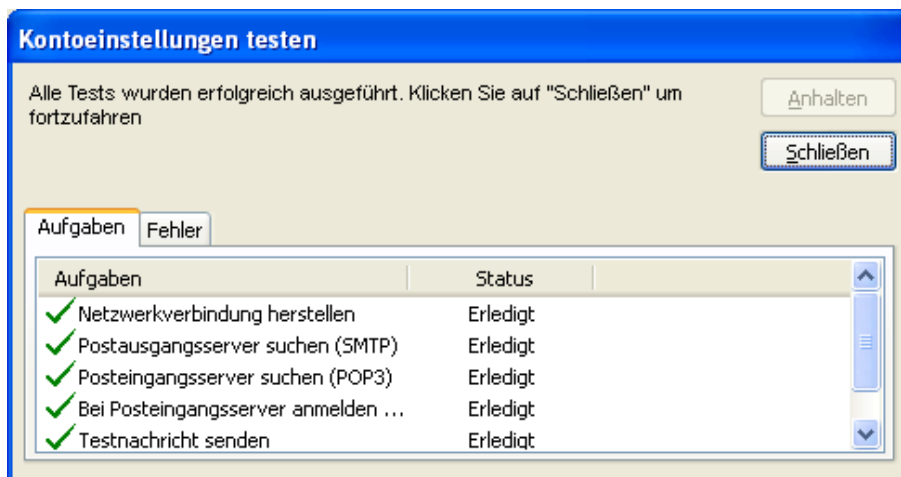 Kontoeinstellungen testen
Alle Tests wurden erfolgreich ausgeführt. Klicken Sie auf "Schließen" um
fortzufahren
Anhalten
Schließen
Aufgaben Fehler
Aufgaben Status
Netzwerkverbindung herstellen Erledigt
Postausgangsserver suchen (SMTP) Erledigt
Posteingangsserver suchen (POP3) Erledigt
Bei Posteingangsserver anmelden ... Erledigt
Testnachricht senden Erledigt